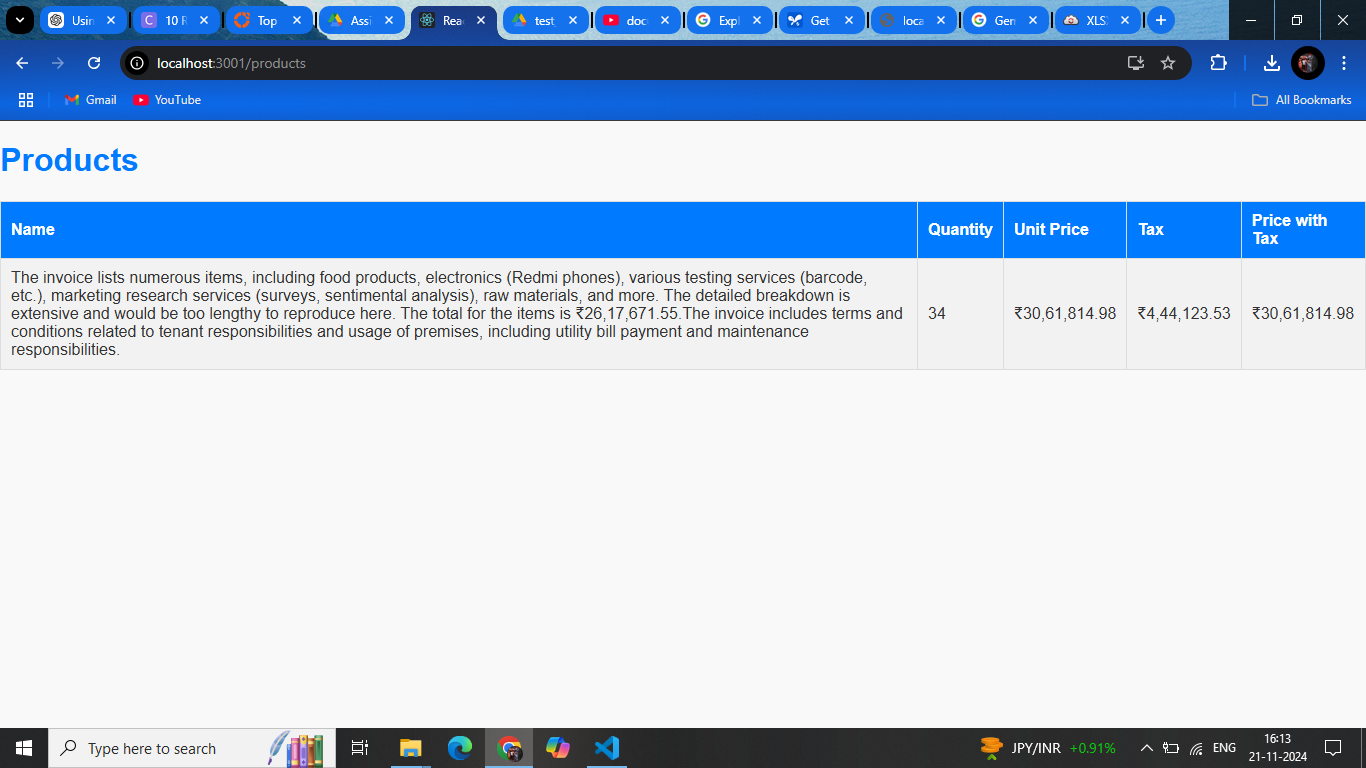 Usin
10 R
Top
Assi
Rea
test_
doc
Expl
Get
loca
Gem
XLS
localhost:3001/products
Gmail
YouTube
All Bookmarks
Products
Name Quantity Unit Price Tax Price with
Tax
The invoice lists numerous items, including food products, electronics (Redmi phones), various testing services (barcode,
etc.), marketing research services (surveys, sentimental analysis), raw materials, and more. The detailed breakdown is
extensive and would be too lengthy to reproduce here. The total for the items is ₹26,17,671.55.The invoice includes terms and
conditions related to tenant responsibilities and usage of premises, including utility bill payment and maintenance
responsibilities.
34
₹30,61,814.98
₹4,44,123.53
₹30,61,814.98
Type here to search
JPY/INR +0.91%
ENG
16:13
21-11-2024